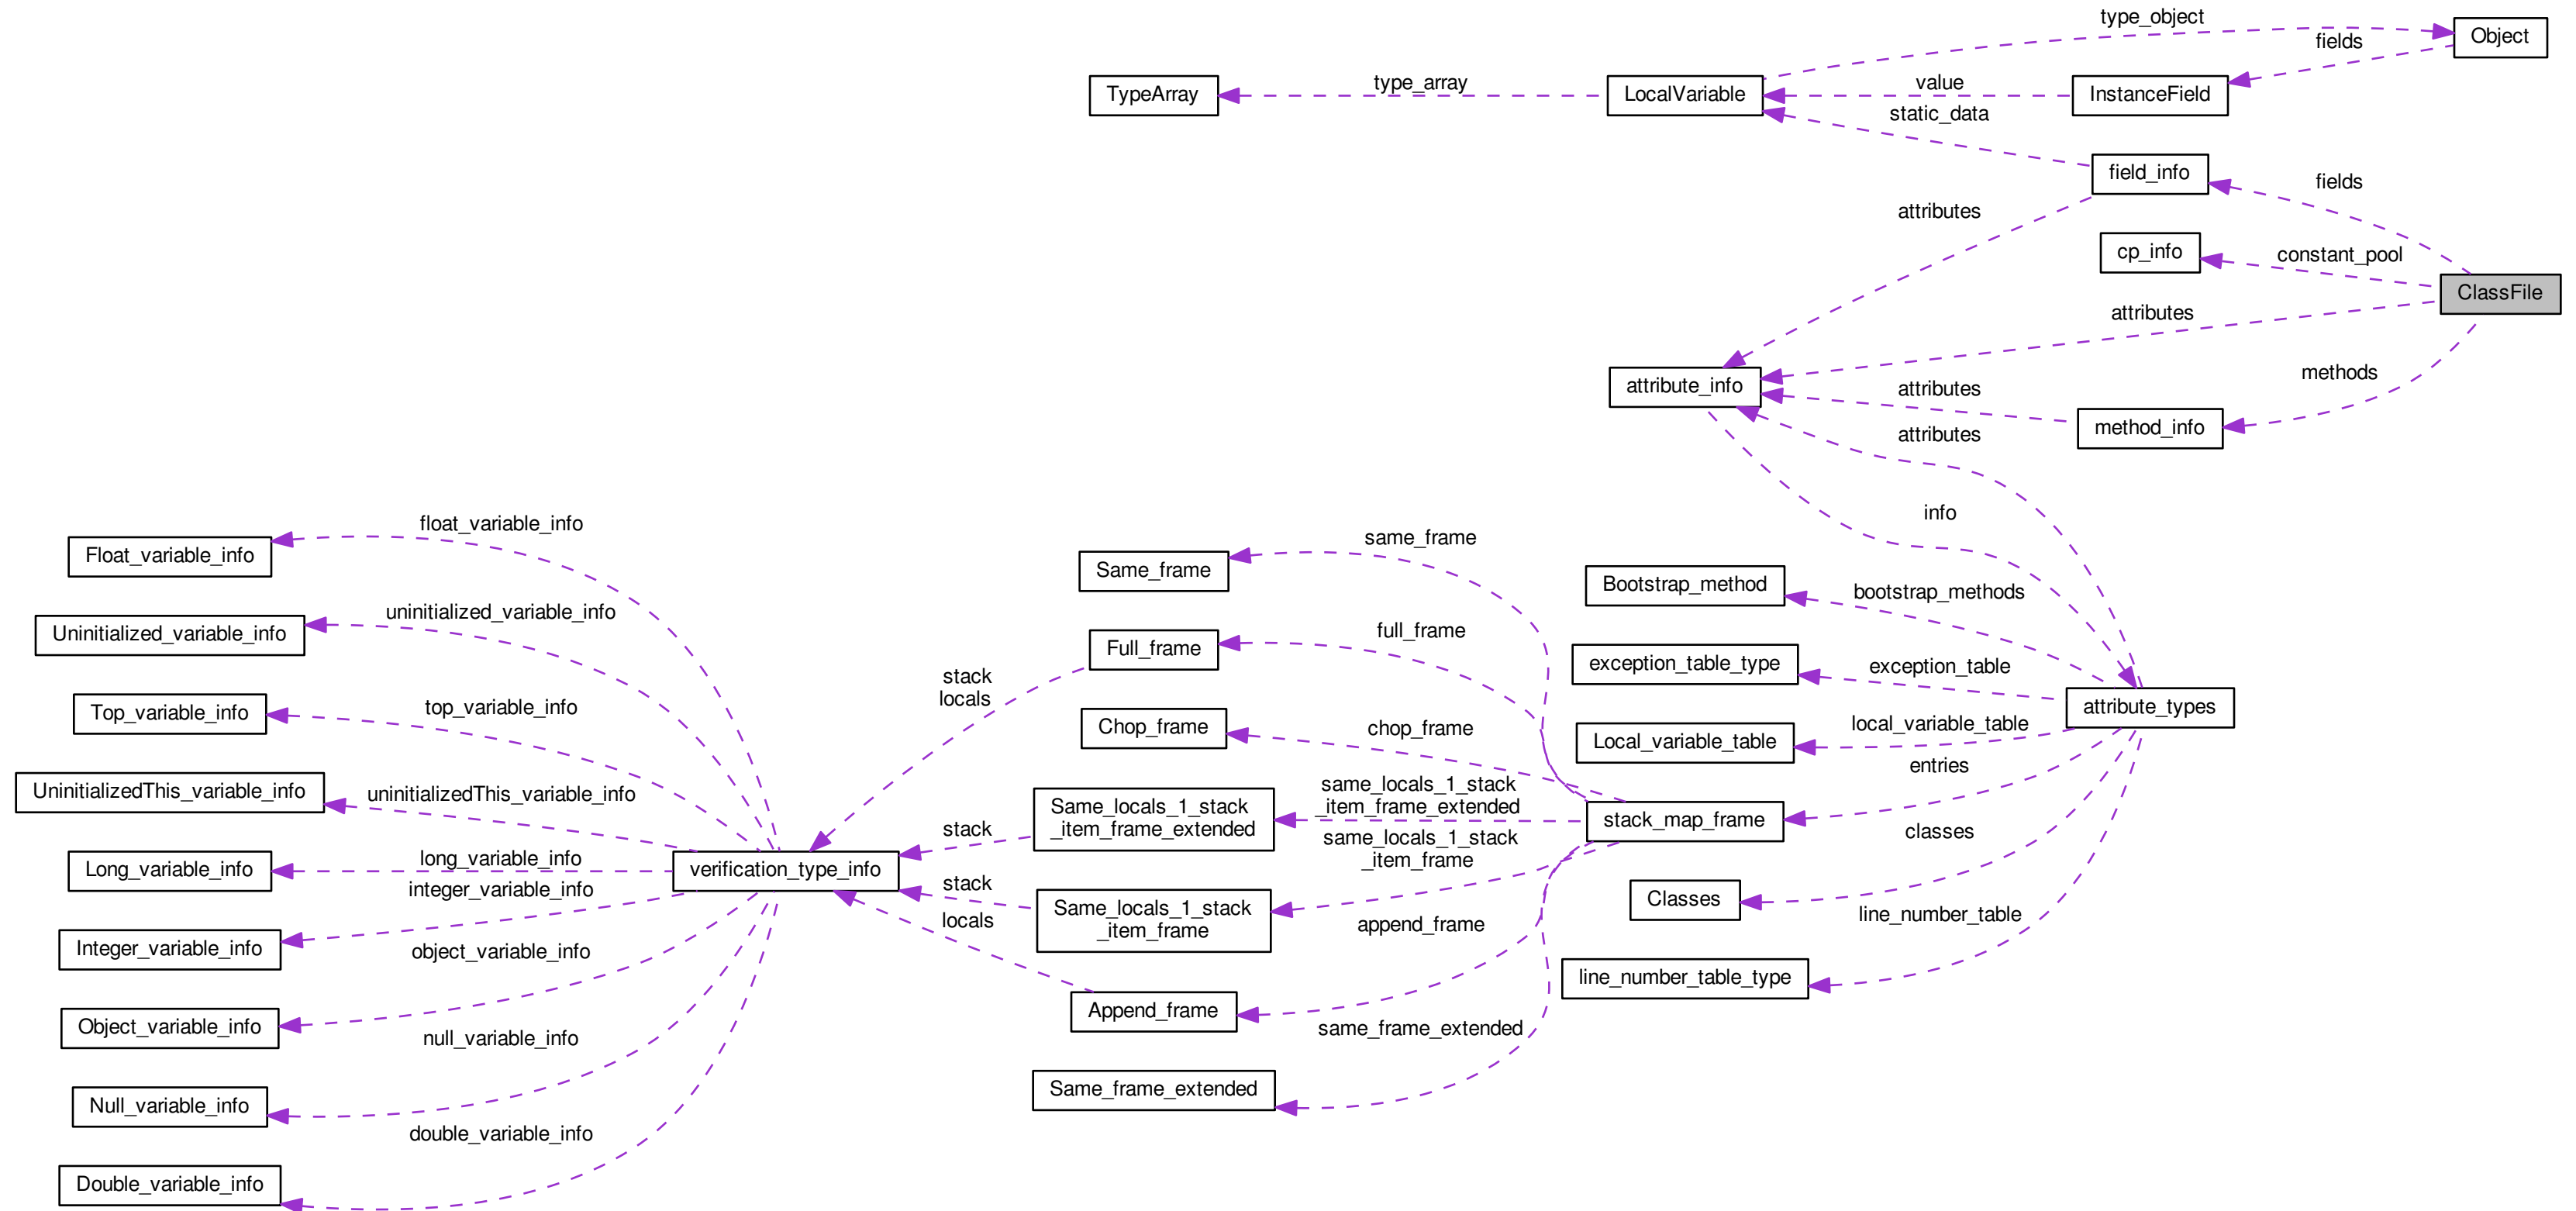 type_object
Object
fields
type_array
value
TypeArray
LocalVariable
InstanceField
static_data
field_info
fields
attributes
cp_info
constant_pool
ClassFile
attributes
methods
attribute_info
attributes
method_info
attributes
info
float_variable_info
same_frame
Float_variable_info
Same_frame
Bootstrap_method
bootstrap_methods
uninitialized_variable_info
full_frame
Uninitialized_variable_info
Full_frame
exception_table_type
exception_table
stack
locals
top_variable_info
attribute_types
Top_variable_info
Chop_frame
chop_frame
Local_variable_table
local_variable_table
entries
UninitializedThis_variable_info
uninitializedThis_variable_info
Same_locals_1_stack
_item_frame_extended
same_locals_1_stack
_item_frame_extended
stack_map_frame
stack
same_locals_1_stack
_item_frame
classes
Long_variable_info
long_variable_info
verification_type_info
integer_variable_info
stack
Same_locals_1_stack
_item_frame
Classes
locals
append_frame
line_number_table
Integer_variable_info
object_variable_info
line_number_table_type
Object_variable_info
Append_frame
null_variable_info
same_frame_extended
Null_variable_info
Same_frame_extended
double_variable_info
Double_variable_info